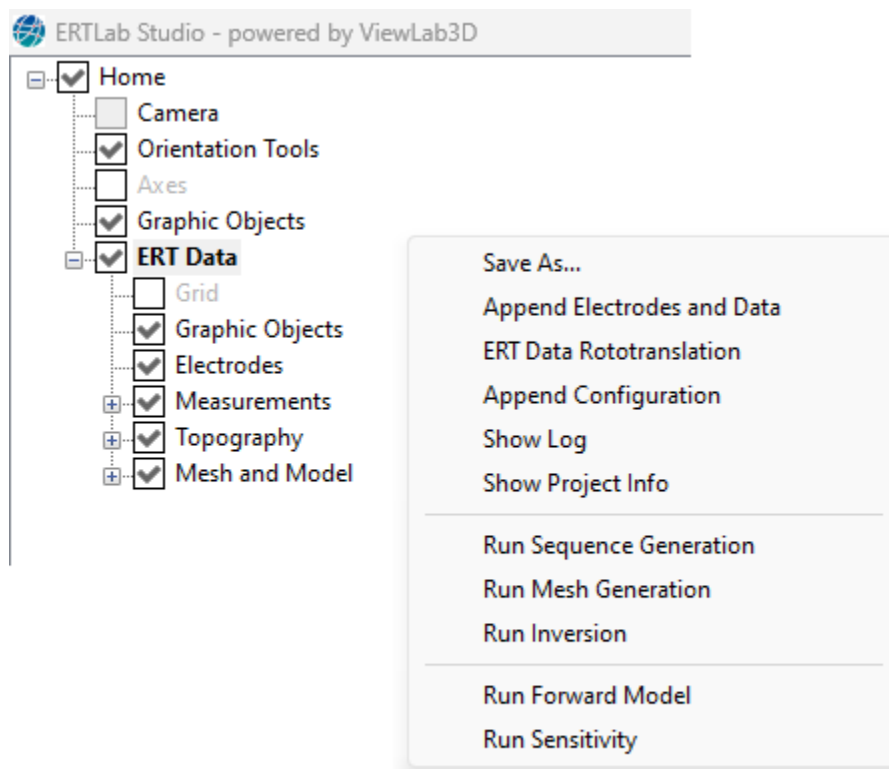 ERTLab Studio - powered by ViewLab3D
Home
Camera
Orientation Tools
Axes
Graphic Objects
ERT Data
Grid
Graphic Objects
Electrodes
Measurements
Topography
Mesh and Model
Save As...
Append Electrodes and Data
ERT Data Rototranslation
Append Configuration
Show Log
Show Project Info
Run Sequence Generation
Run Mesh Generation
Run Inversion
Run Forward Model
Run Sensitivity